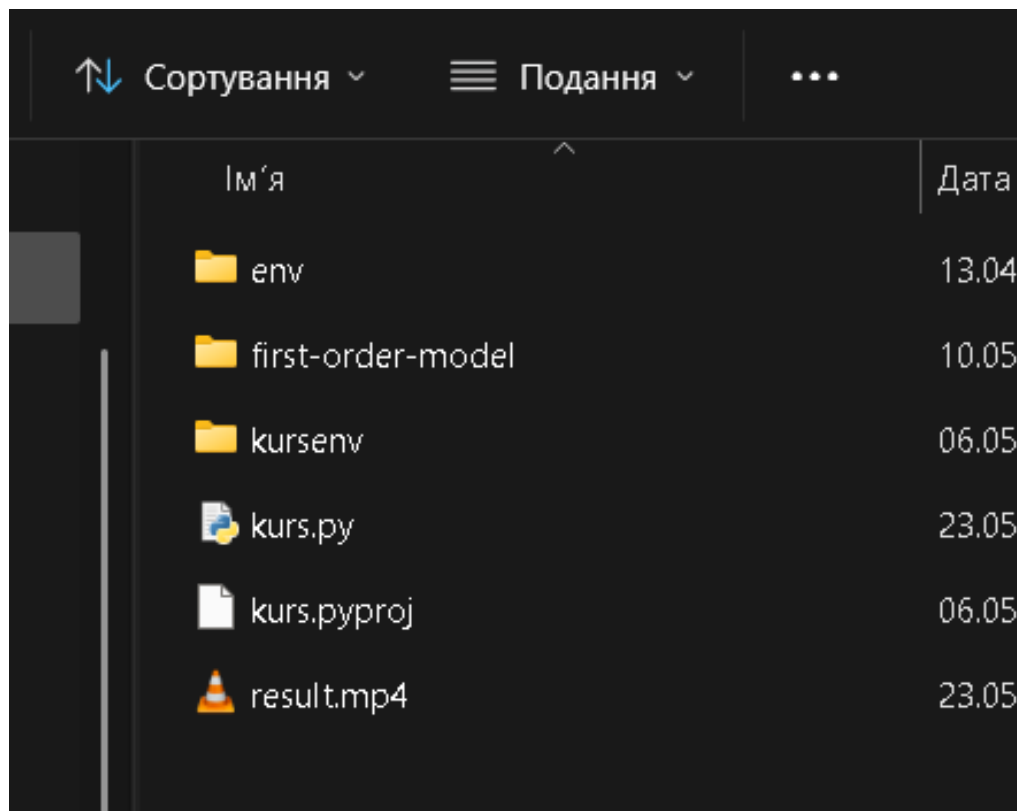 Сортування Подання
Ім´я Дата
env 13.04
first-order-model 10.05
kursenv 06.05
kurs.py 23.05
kurs.pyproj 06.05
result.mp4 23.05